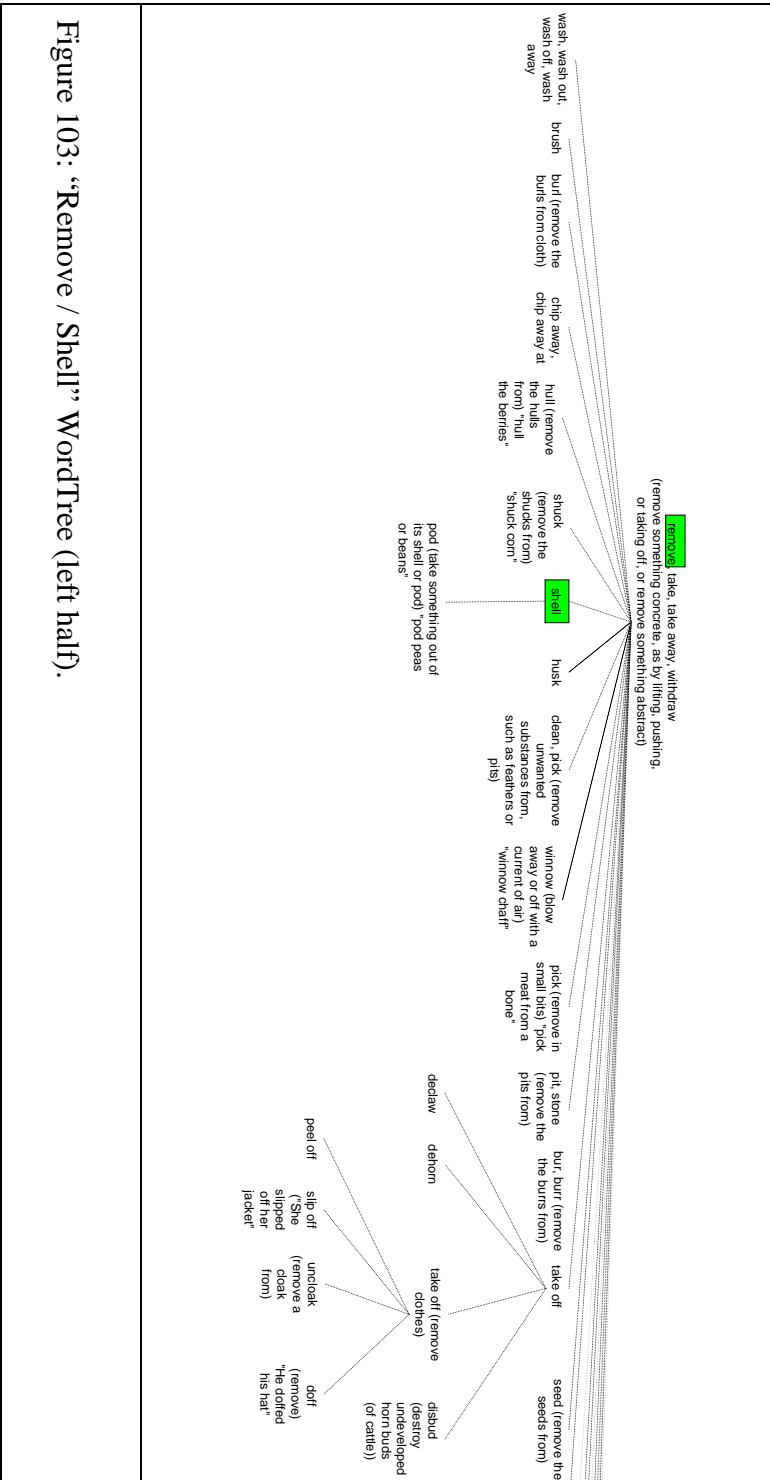 remove, take, take away, withdraw
(remove something concrete, as by lifting, pushing,
or taking off, or remove something abstract)
wash, wash out,
wash off, wash
away
brush
burl (remove the
burls from cloth)
chip away,
chip away at
hull (remove
the hulls
from) "hull
the berries"
shuck
(remove the
shucks from)
"shuck corn"
shell
husk
clean, pick (remove
unwanted
substances from,
such as feathers or
pits)
winnow (blow
away or off with a
current of air)
"winnow chaff"
pick (remove in
small bits) "pick
meat from a
bone"
pit, stone
(remove the
pits from)
bur, burr (remove
the burrs from)
take off
seed (remove the
seeds from)
pod (take something out of
its shell or pod) "pod peas
or beans"
declaw
dehorn
take off (remove
clothes)
disbud
(destroy
undeveloped
horn buds
(of cattle))
peel off
slip off
("She
slipped
off her
jacket"
uncloak
(remove a
cloak
from)
doff
(remove)
"He doffed
his hat"
Figure 103: “Remove / Shell” WordTree (left half).